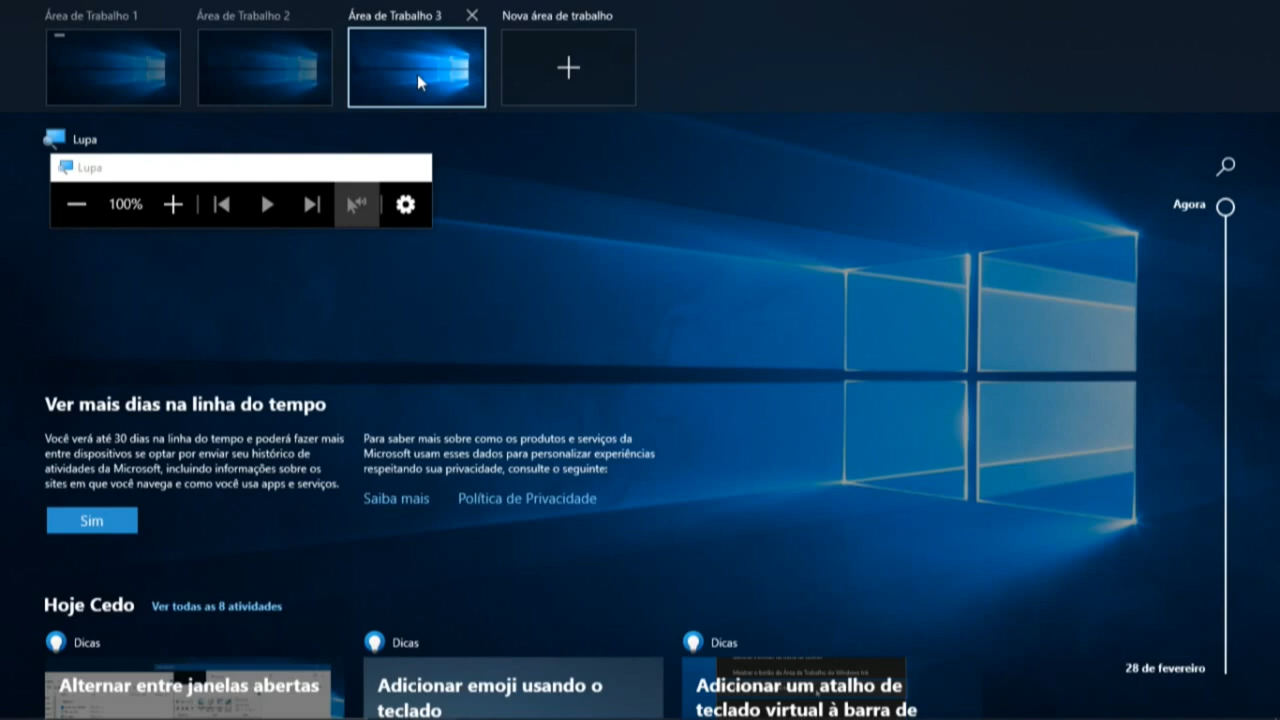 Área de Trabalho 1
Área de Trabalho 2
Área de Trabalho 3
Nova área de trabalho
Lupa
Lupa
100%
Agora
Ver mais dias na linha do tempo
Você verá até 30 dias na linha do tempo e poderá fazer mais
entre dispositivos se optar por enviar seu histórico de
atividades da Microsoft, incluindo informações sobre os
sites em que você navega e como você usa apps e serviços.
Para saber mais sobre como os produtos e serviços da
Microsoft usam esses dados para personalizar experiências
respeitando sua privacidade, consulte o seguinte:
Saiba mais
Política de Privacidade
Sim
Hoje Cedo
Ver todas as 8 atividades
Dicas
Dicas
Dicas
Alternar entre janelas abertas
Adicionar emoji usando o
teclado
Adicionar um atalho de
teclado virtual à barra de
28 de fevereiro